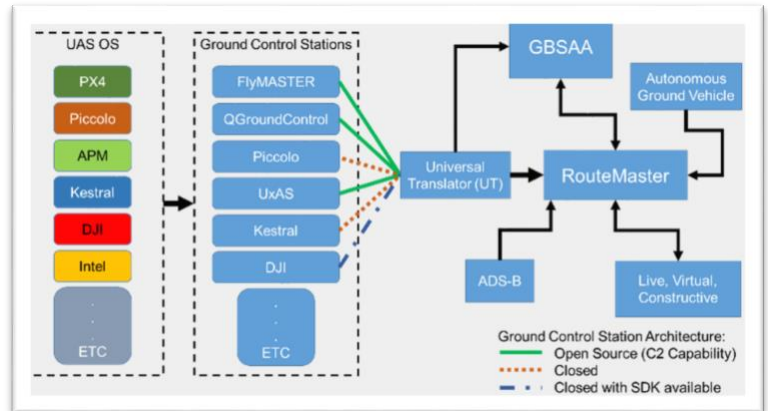 UAS OS
PX4
Piccolo
APM
Kestral
DJI
Intel
.
.
.
ETC
Ground Control Stations
FlyMASTER
QGroundControl
Piccolo
UxAS
Kestral
DJI
.
.
.
ETC
Universal
Translator (UT)
GBSAA
Autonomous
Ground Vehicle
RouteMaster
ADS-B
Live, Virtual,
Constructive
Ground Control Station Architecture:
Open Source (C2 Capability)
Closed
Closed with SDK available